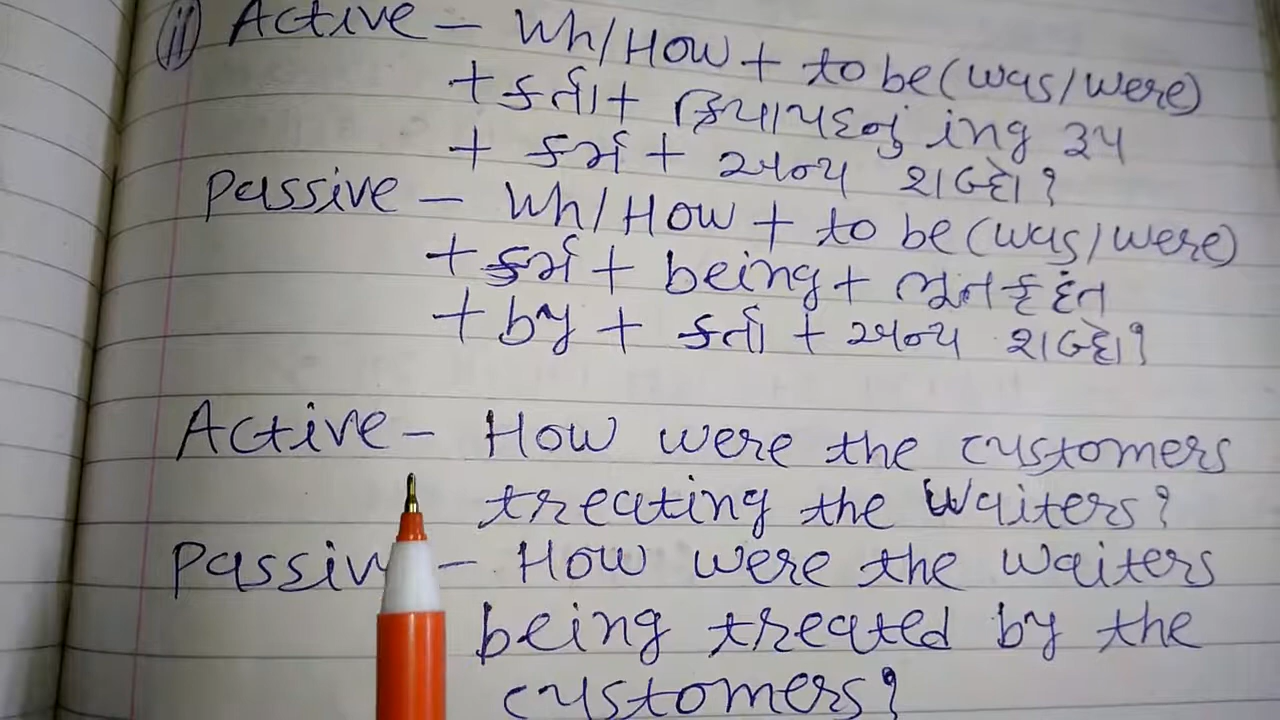 (ii) Active – Wh/How + to be (was/were)
+ કર્તા + ક્રિયાપદનું ing રૂપ
+ કર્મ + અન્ય શબ્દો?
Passive – Wh/How + to be (was/were)
+ કર્મ + being + ભૂતકૃદંત
+ by + કર્તા + અન્ય શબ્દો?
Active – How were the customers
treating the waiters?
Passiv – How were the waiters
being treated by the
customers?